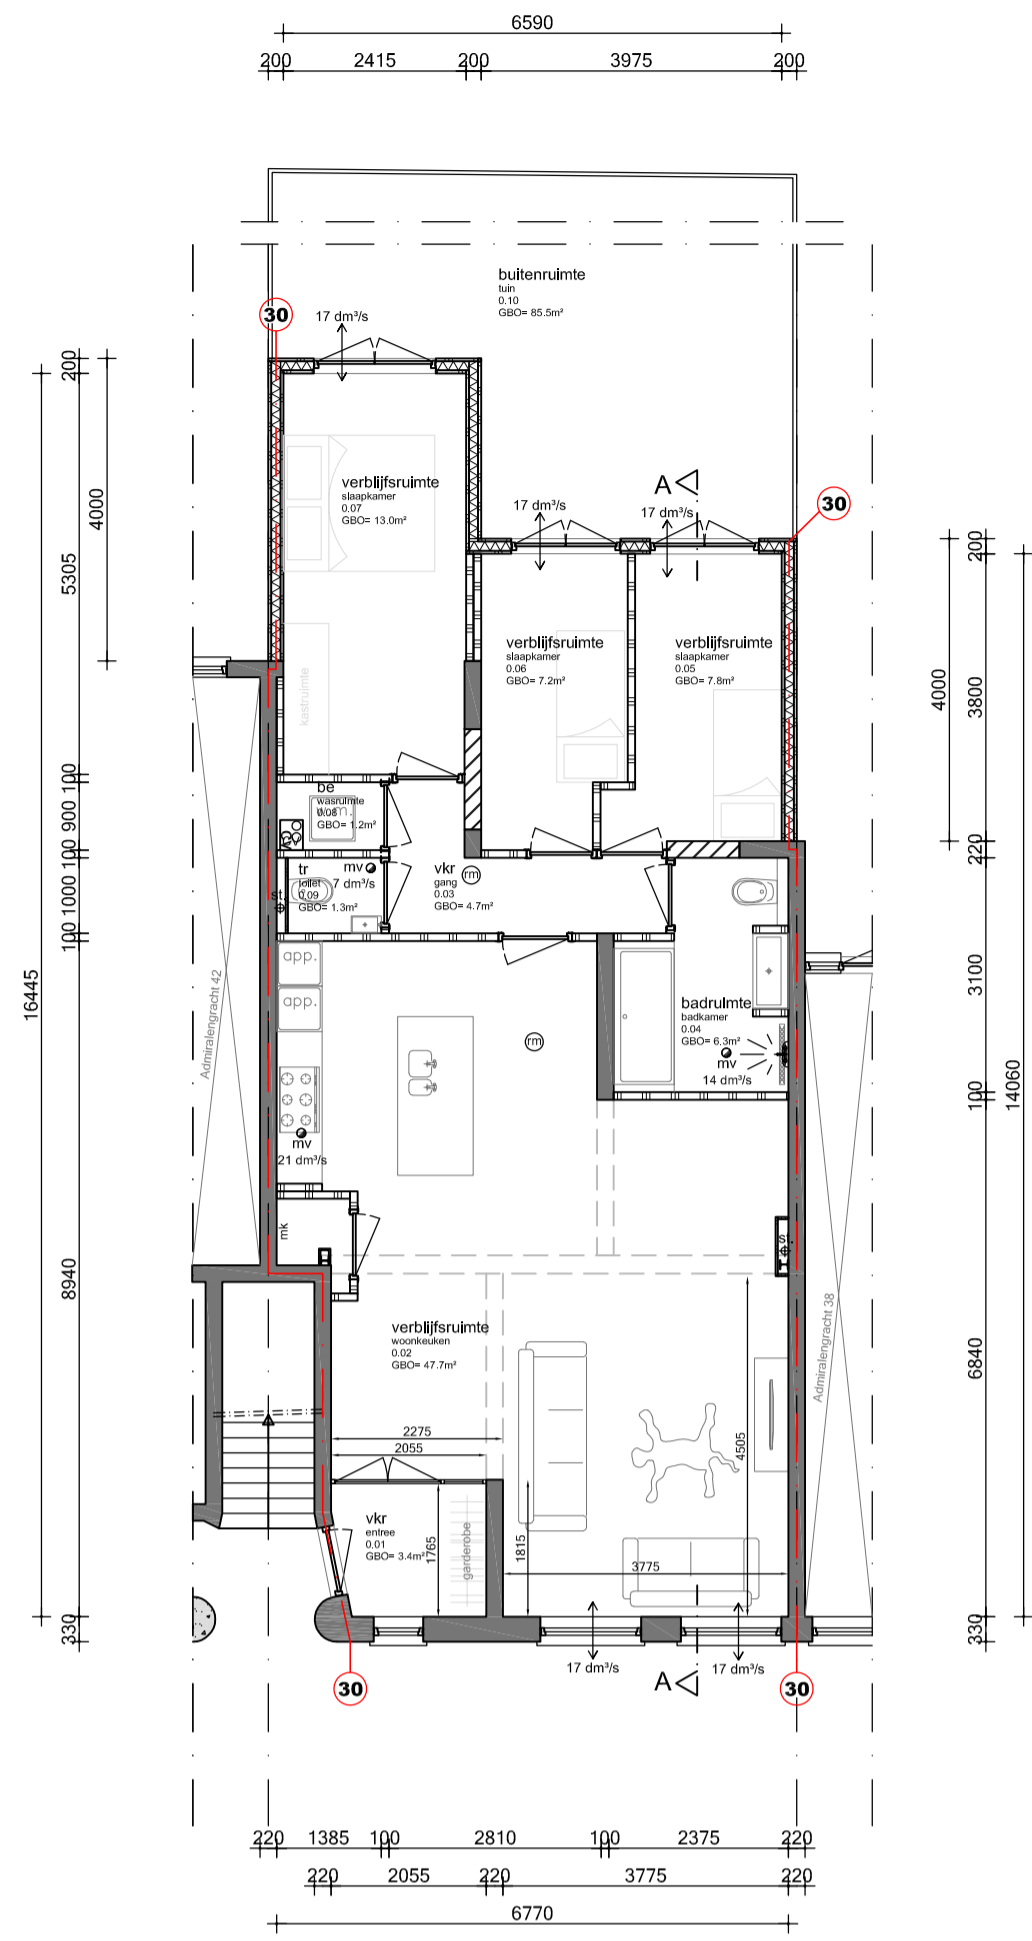 6590
200 2415 200 3975 200
buitenruimte
tuin
0.10
GBO= 85.5m²
30
17 dm³/s
200
4000
5305
16445
verblijfsruimte
slaapkamer
0.07
GBO= 13.0m²
kastruimte
A
17 dm³/s
17 dm³/s
30
verblijfsruimte
slaapkamer
0.06
GBO= 7.2m²
verblijfsruimte
slaapkamer
0.05
GBO= 7.8m²
200
4000
3800
220
14060
100
900
100
1000
100
be
wasruimte
0.08
GBO= 1.2m²
w.m.
tr
toilet
0.09
GBO= 1.3m²
mv
7 dm³/s
st.
vkr
gang
0.03
GBO= 4.7m²
rm
app.
app.
rm
badruimte
badkamer
0.04
GBO= 6.3m²
mv
14 dm³/s
3100
100
Admiralengracht 42
mv
21 dm³/s
mk
st.
8940
verblijfsruimte
woonkeuken
0.02
GBO= 47.7m²
Admiralengracht 38
6840
2275
2055
4505
vkr
entree
0.01
GBO= 3.4m²
1765
garderobe
1815
3775
330
330
17 dm³/s
17 dm³/s
A
30
30
220 1385 100 2810 100 2375 220
220 2055 220 3775 220
6770